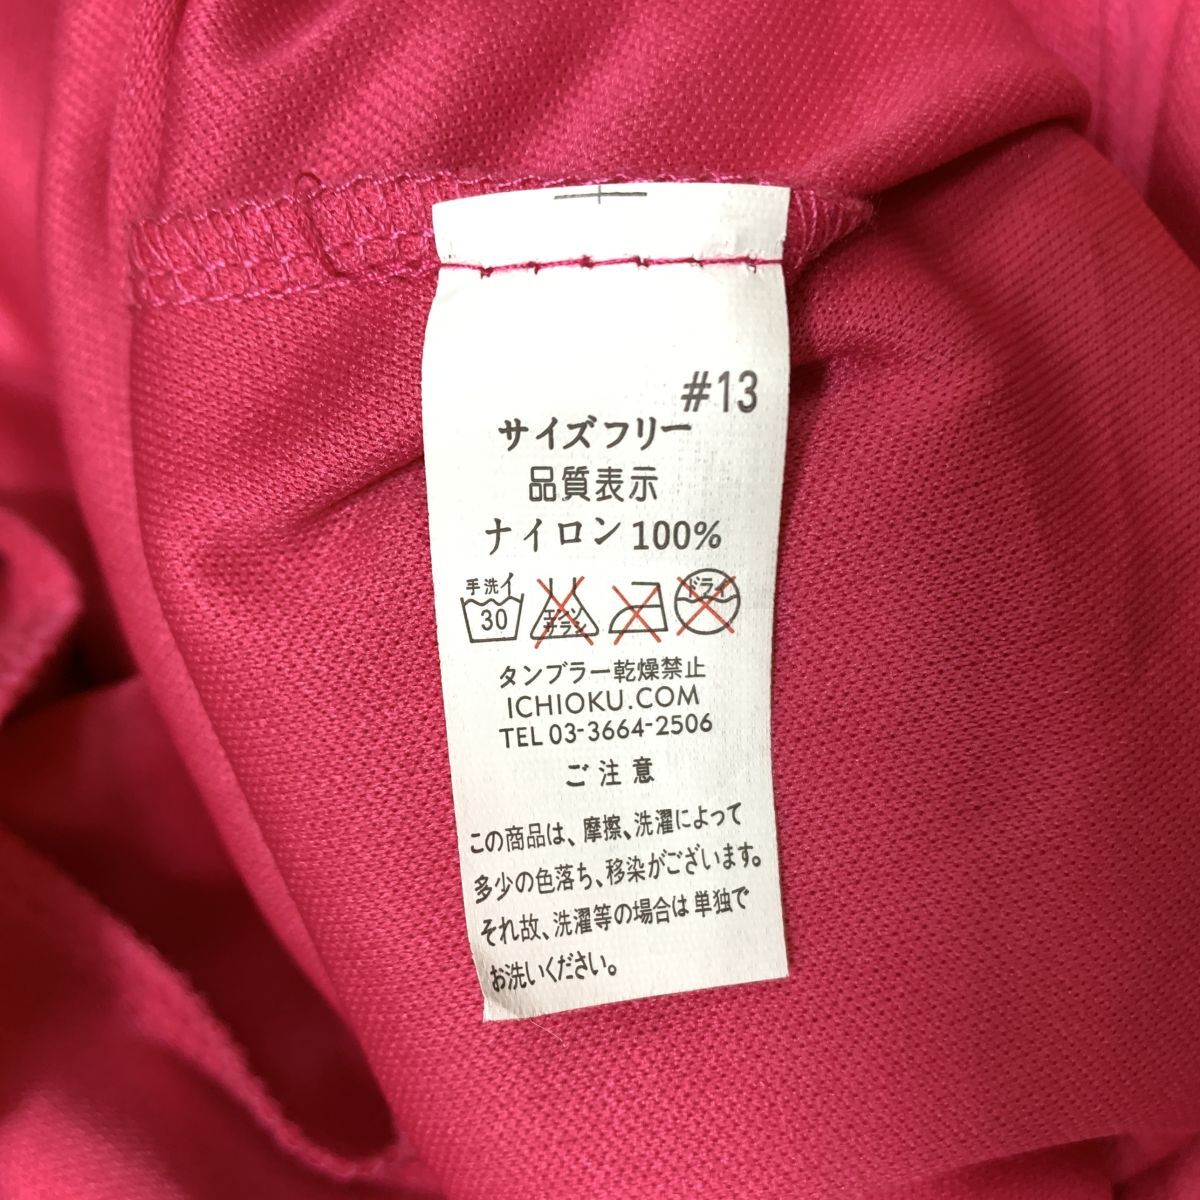 #13
サイズフリー
品質表示
ナイロン100%
手洗イ エンソ ドライ
30 サラシ
タンブラー乾燥禁止
ICHIOKU.COM
TEL 03-3664-2506
ご注意
この商品は、摩擦、洗濯によって
多少の色落ち、移染がございます。
それ故、洗濯等の場合は単独で
お洗いください。